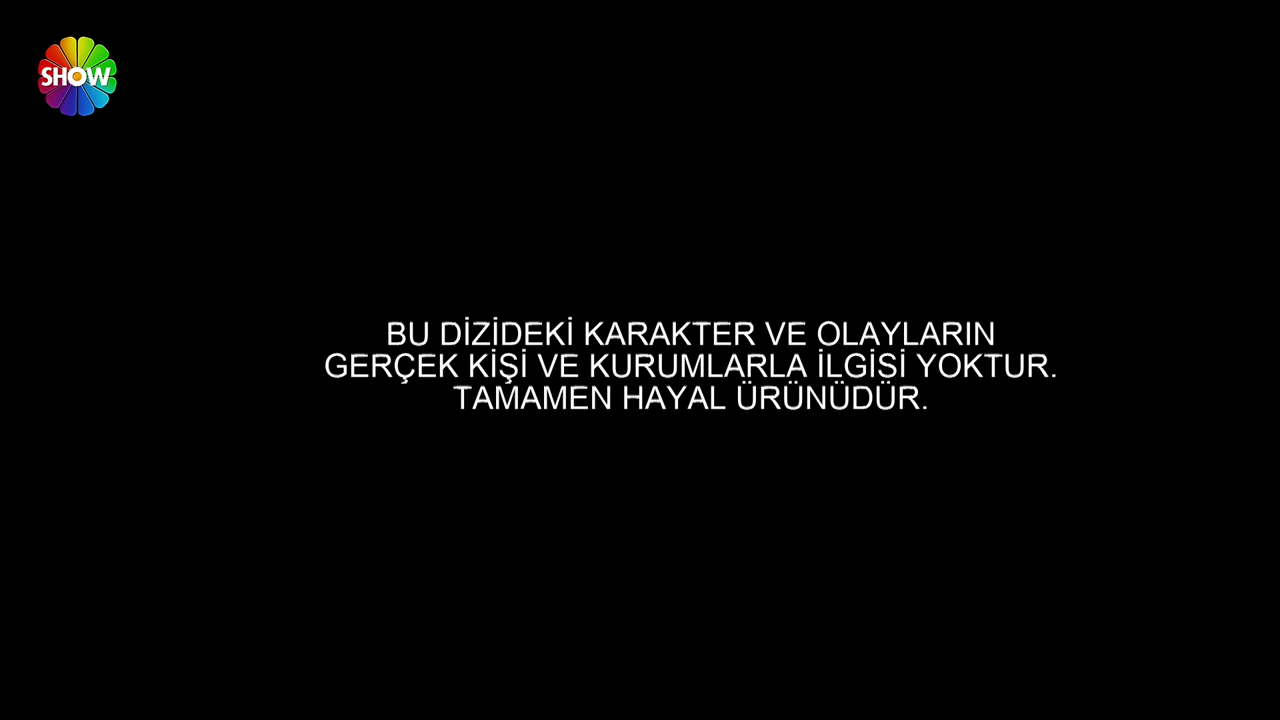 SHOW
BU DİZİDEKİ KARAKTER VE OLAYLARIN
GERÇEK KİŞİ VE KURUMLARLA İLGİSİ YOKTUR.
TAMAMEN HAYAL ÜRÜNÜDÜR.